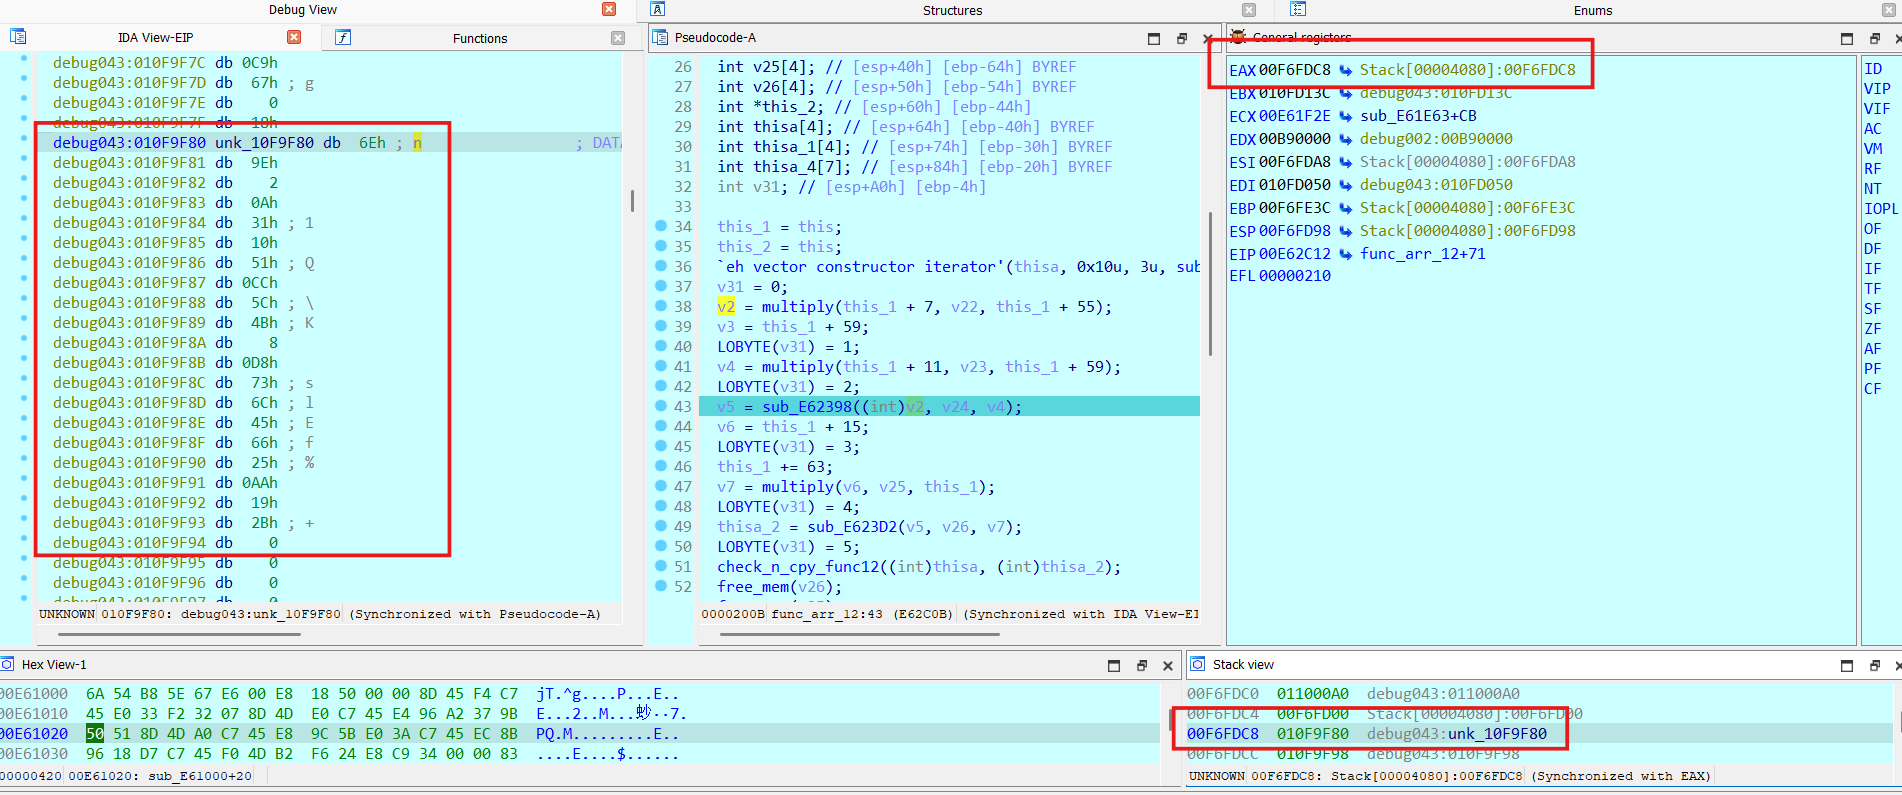 Debug View
Structures
Enums
IDA View-EIP
Functions
Pseudocode-A
General registers
debug043:010F9F7C db 0C9h
debug043:010F9F7D db 67h ; g
debug043:010F9F7E db 0
debug043:010F9F7F db 18h
debug043:010F9F80 unk_10F9F80 db 6Eh ; n ; DATA
debug043:010F9F81 db 9Eh
debug043:010F9F82 db 2
debug043:010F9F83 db 0Ah
debug043:010F9F84 db 31h ; 1
debug043:010F9F85 db 10h
debug043:010F9F86 db 51h ; Q
debug043:010F9F87 db 0CCh
debug043:010F9F88 db 5Ch ; \
debug043:010F9F89 db 4Bh ; K
debug043:010F9F8A db 8
debug043:010F9F8B db 0D8h
debug043:010F9F8C db 73h ; s
debug043:010F9F8D db 6Ch ; l
debug043:010F9F8E db 45h ; E
debug043:010F9F8F db 66h ; f
debug043:010F9F90 db 25h ; %
debug043:010F9F91 db 0AAh
debug043:010F9F92 db 19h
debug043:010F9F93 db 2Bh ; +
debug043:010F9F94 db 0
debug043:010F9F95 db 0
debug043:010F9F96 db 0
UNKNOWN 010F9F80: debug043:unk_10F9F80 (Synchronized with Pseudocode-A)
26 int v25[4]; // [esp+40h] [ebp-64h] BYREF
27 int v26[4]; // [esp+50h] [ebp-54h] BYREF
28 int *this_2; // [esp+60h] [ebp-44h]
29 int thisa[4]; // [esp+64h] [ebp-40h] BYREF
30 int thisa_1[4]; // [esp+74h] [ebp-30h] BYREF
31 int thisa_4[7]; // [esp+84h] [ebp-20h] BYREF
32 int v31; // [esp+A0h] [ebp-4h]
33
34 this_1 = this;
35 this_2 = this;
36 `eh vector constructor iterator'(thisa, 0x10u, 3u, sub
37 v31 = 0;
38 v2 = multiply(this_1 + 7, v22, this_1 + 55);
39 v3 = this_1 + 59;
40 LOBYTE(v31) = 1;
41 v4 = multiply(this_1 + 11, v23, this_1 + 59);
42 LOBYTE(v31) = 2;
43 v5 = sub_E62398((int)v2, v24, v4);
44 v6 = this_1 + 15;
45 LOBYTE(v31) = 3;
46 this_1 += 63;
47 v7 = multiply(v6, v25, this_1);
48 LOBYTE(v31) = 4;
49 thisa_2 = sub_E623D2(v5, v26, v7);
50 LOBYTE(v31) = 5;
51 check_n_cpy_func12((int)thisa, (int)thisa_2);
52 free_mem(v26);
0000200B func_arr_12:43 (E62C0B) (Synchronized with IDA View-EI
EAX 00F6FDC8 Stack[00004080]:00F6FDC8
EBX 010FD13C debug043:010FD13C
ECX 00E61F2E sub_E61E63+CB
EDX 00B90000 debug002:00B90000
ESI 00F6FDA8 Stack[00004080]:00F6FDA8
EDI 010FD050 debug043:010FD050
EBP 00F6FE3C Stack[00004080]:00F6FE3C
ESP 00F6FD98 Stack[00004080]:00F6FD98
EIP 00E62C12 func_arr_12+71
EFL 00000210
ID
VIP
VIF
AC
VM
RF
NT
IOPL
OF
DF
IF
TF
SF
ZF
AF
PF
CF
Hex View-1
00E61000 6A 54 B8 5E 67 E6 00 E8 18 50 00 00 8D 45 F4 C7 jT.^g....P...E..
00E61010 45 E0 33 F2 32 07 8D 4D E0 C7 45 E4 96 A2 37 9B
00E61020 50 51 8D 4D A0 C7 45 E8 9C 5B E0 3A C7 45 EC 8B
00E61030 96 18 D7 C7 45 F0 4D B2 F6 24 E8 C9 34 00 00 83 ....E....$......
00000420 00E61020: sub_E61000+20
Stack view
00F6FDC0 011000A0 debug043:011000A0
00F6FDC4 00F6FD00 Stack[00004080]:00F6FD00
00F6FDC8 010F9F80 debug043:unk_10F9F80
00F6FDCC 010F9F98 debug043:010F9F98
UNKNOWN 00F6FDC8: Stack[00004080]:00F6FDC8 (Synchronized with EAX)